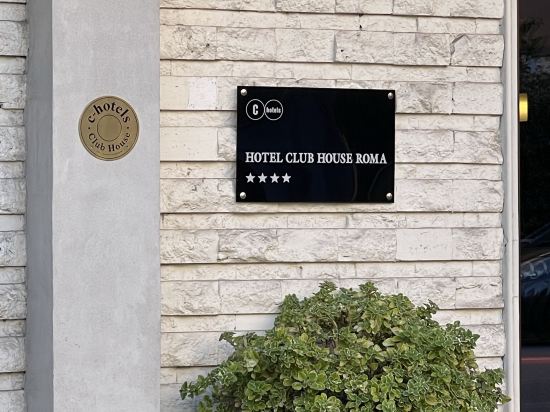 c-hotels
Club House
C hotels
HOTEL CLUB HOUSE ROMA
★★★★